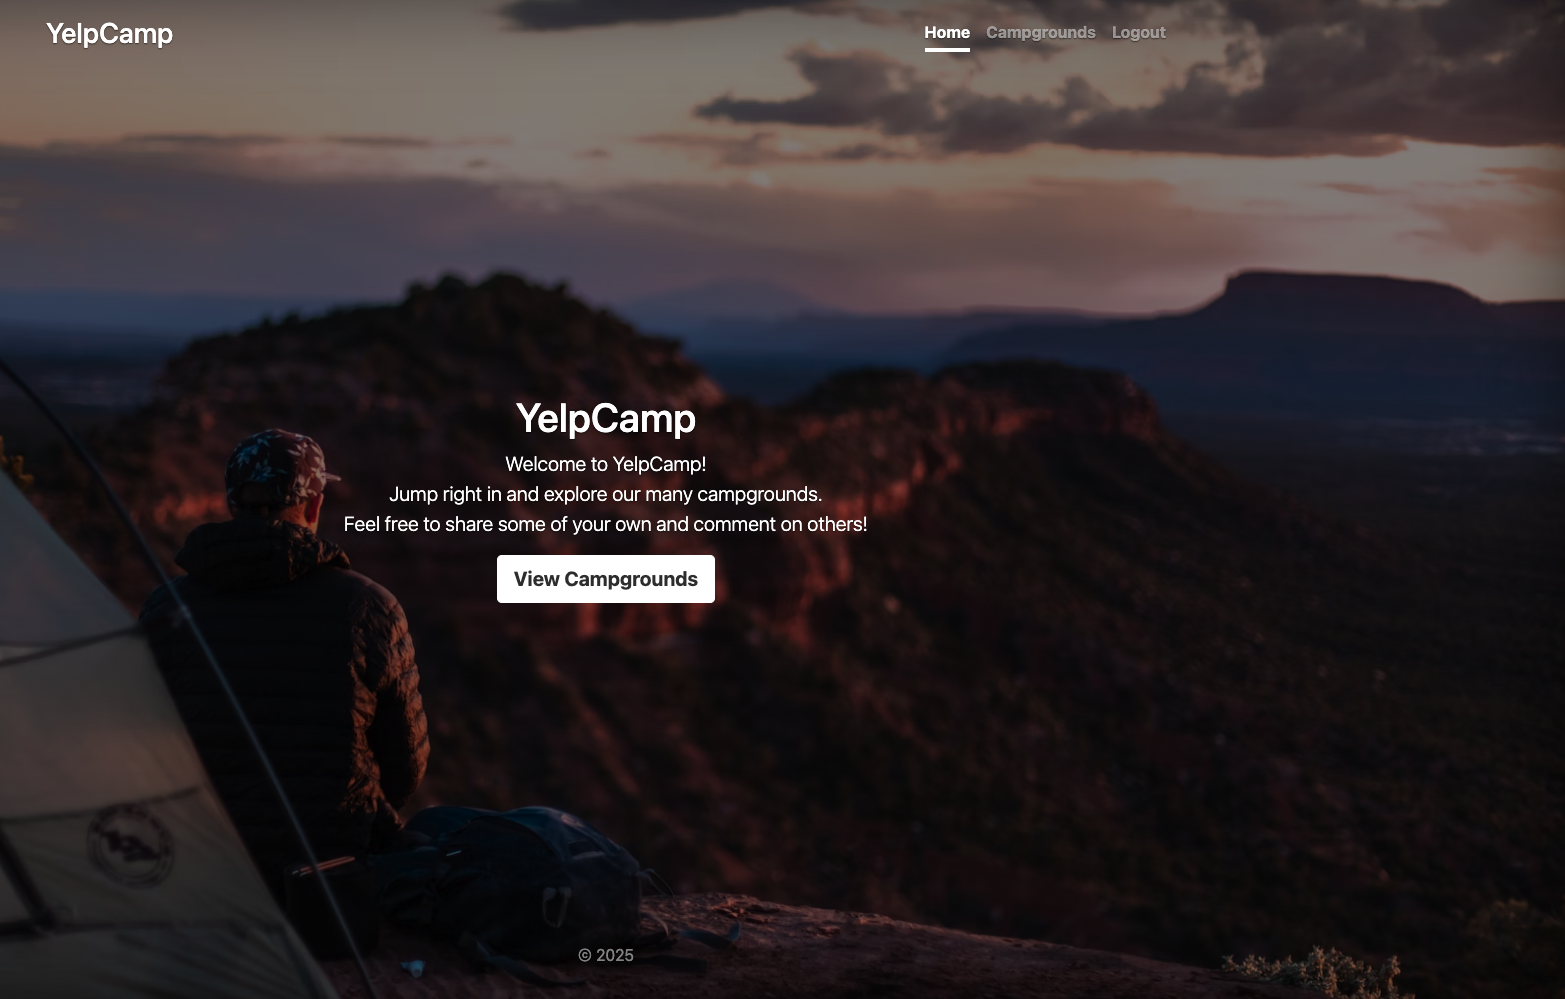 YelpCamp
Home Campgrounds Logout
YelpCamp
Welcome to YelpCamp!
Jump right in and explore our many campgrounds.
Feel free to share some of your own and comment on others!
View Campgrounds
© 2025